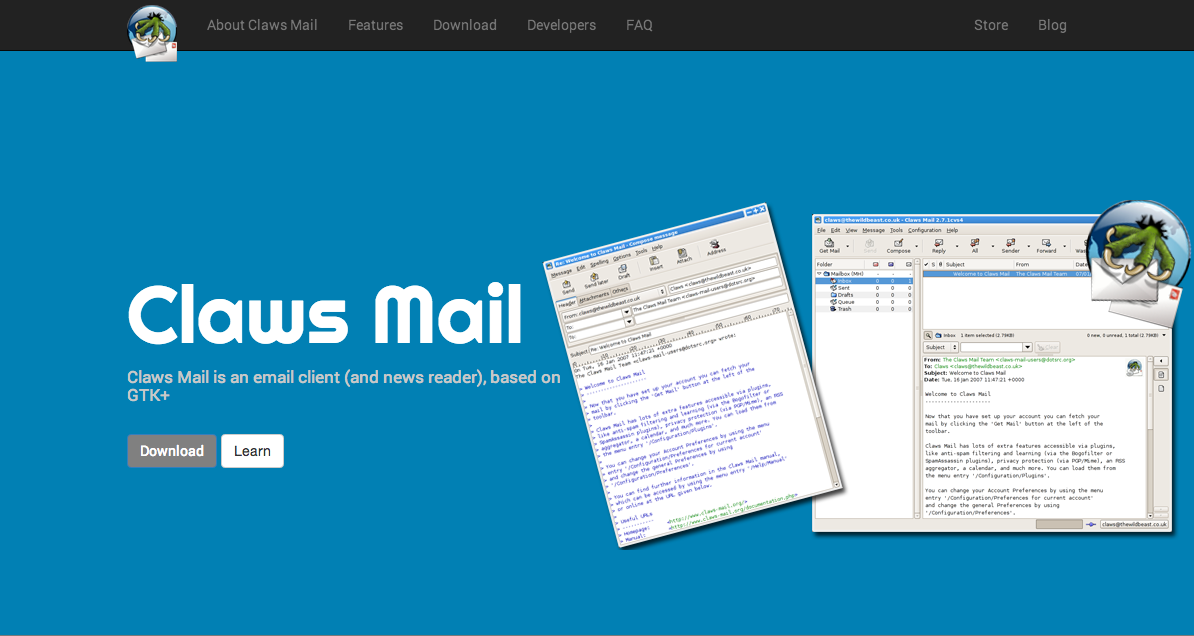 About Claws Mail
Features
Download
Developers
FAQ
Store
Blog
Claws Mail
Claws Mail is an email client (and news reader), based on
GTK+
Download
Learn
Re: Welcome to Claws Mail - Compose message
Message Edit Spelling Options Tools Help
Send
Send later
Draft
Insert
Attach
Address
Header Attachments Others
From: claws@thewildbeast.co.uk
Claws <claws@thewildbeast.co.uk>
To:
The Claws Mail Team <claws-mail-users@dotsrc.org>
To:
Subject: Re: Welcome to Claws Mail
On Tue, 16 Jan 2007 11:47:21 +0000
The Claws Mail Team <claws-mail-users@dotsrc.org> wrote:
> Welcome to Claws Mail
> --------------------
>
> Now that you have set up your account you can fetch your
> mail by clicking the 'Get Mail' button at the left of the
> toolbar.
>
> Claws Mail has lots of extra features accessible via plugins,
> like anti-spam filtering and learning (via the Bogofilter or
> SpamAssassin plugins), privacy protection (via PGP/Mime), an RSS
> aggregator, a calendar, and much more. You can load them from
> the menu entry '/Configuration/Plugins'.
>
> You can change your Account Preferences by using the menu
> entry '/Configuration/Preferences for current account'
> and change the general Preferences by using
> '/Configuration/Preferences'.
>
> You can find further information in the Claws Mail manual,
> which can be accessed by using the menu entry '/Help/Manual'
> or online at the URL given below.
>
> Useful URLs
> -----------
> Homepage: <http://www.claws-mail.org/>
> Manual: <http://www.claws-mail.org/documentation.php>
claws@thewildbeast.co.uk - Claws Mail 2.7.1cvs4
File Edit View Message Tools Configuration Help
Get Mail
Send
Compose
Reply
All
Sender
Forward
Folder
S
Subject
From
Date
Mailbox (MH) - - -
Inbox 0 0 1
Sent 0 0 0
Drafts 0 0 0
Queue 0 0 0
Trash 0 0 0
Welcome to Claws Mail
The Claws Mail Team
Inbox
1 item selected (2.79KB)
0 new, 0 unread, 1 total (2.79KB)
Subject
Clear
From: The Claws Mail Team <claws-mail-users@dotsrc.org>
To: Claws <claws@thewildbeast.co.uk>
Subject: Welcome to Claws Mail
Date: Tue, 16 Jan 2007 11:47:21 +0000
Welcome to Claws Mail
--------------------
Now that you have set up your account you can fetch your
mail by clicking the 'Get Mail' button at the left of the
toolbar.
Claws Mail has lots of extra features accessible via plugins,
like anti-spam filtering and learning (via the Bogofilter or
SpamAssassin plugins), privacy protection (via PGP/Mime), an RSS
aggregator, a calendar, and much more. You can load them from
the menu entry '/Configuration/Plugins'.
You can change your Account Preferences by using the menu
entry '/Configuration/Preferences for current account'
and change the general Preferences by using
'/Configuration/Preferences'.
claws@thewildbeast.co.uk